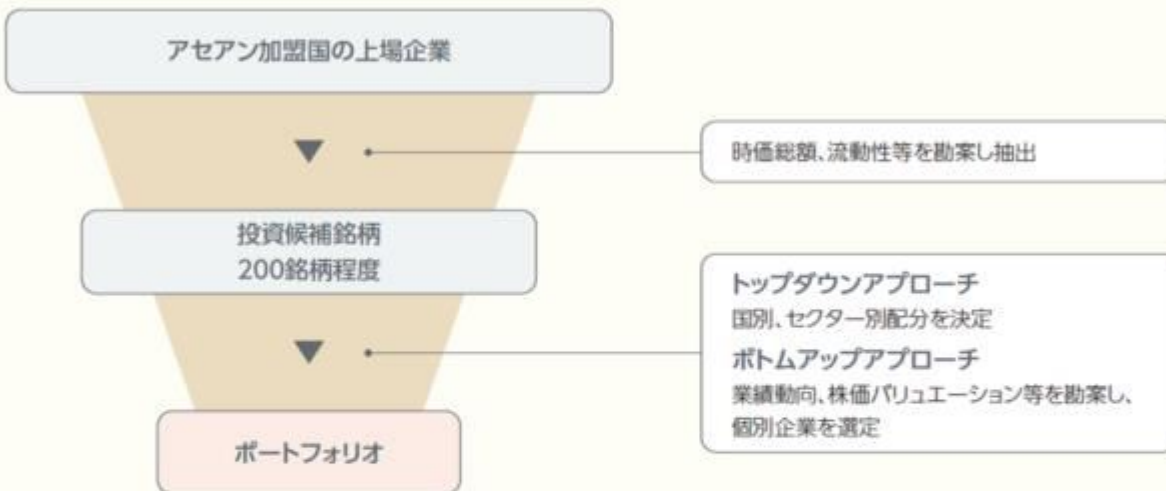 アセアン加盟国の上場企業
▼
時価総額、流動性等を勘案し抽出
投資候補銘柄
200銘柄程度
▼
トップダウンアプローチ
国別、セクター別配分を決定
ボトムアップアプローチ
業績動向、株価バリュエーション等を勘案し、
個別企業を選定
ポートフォリオ